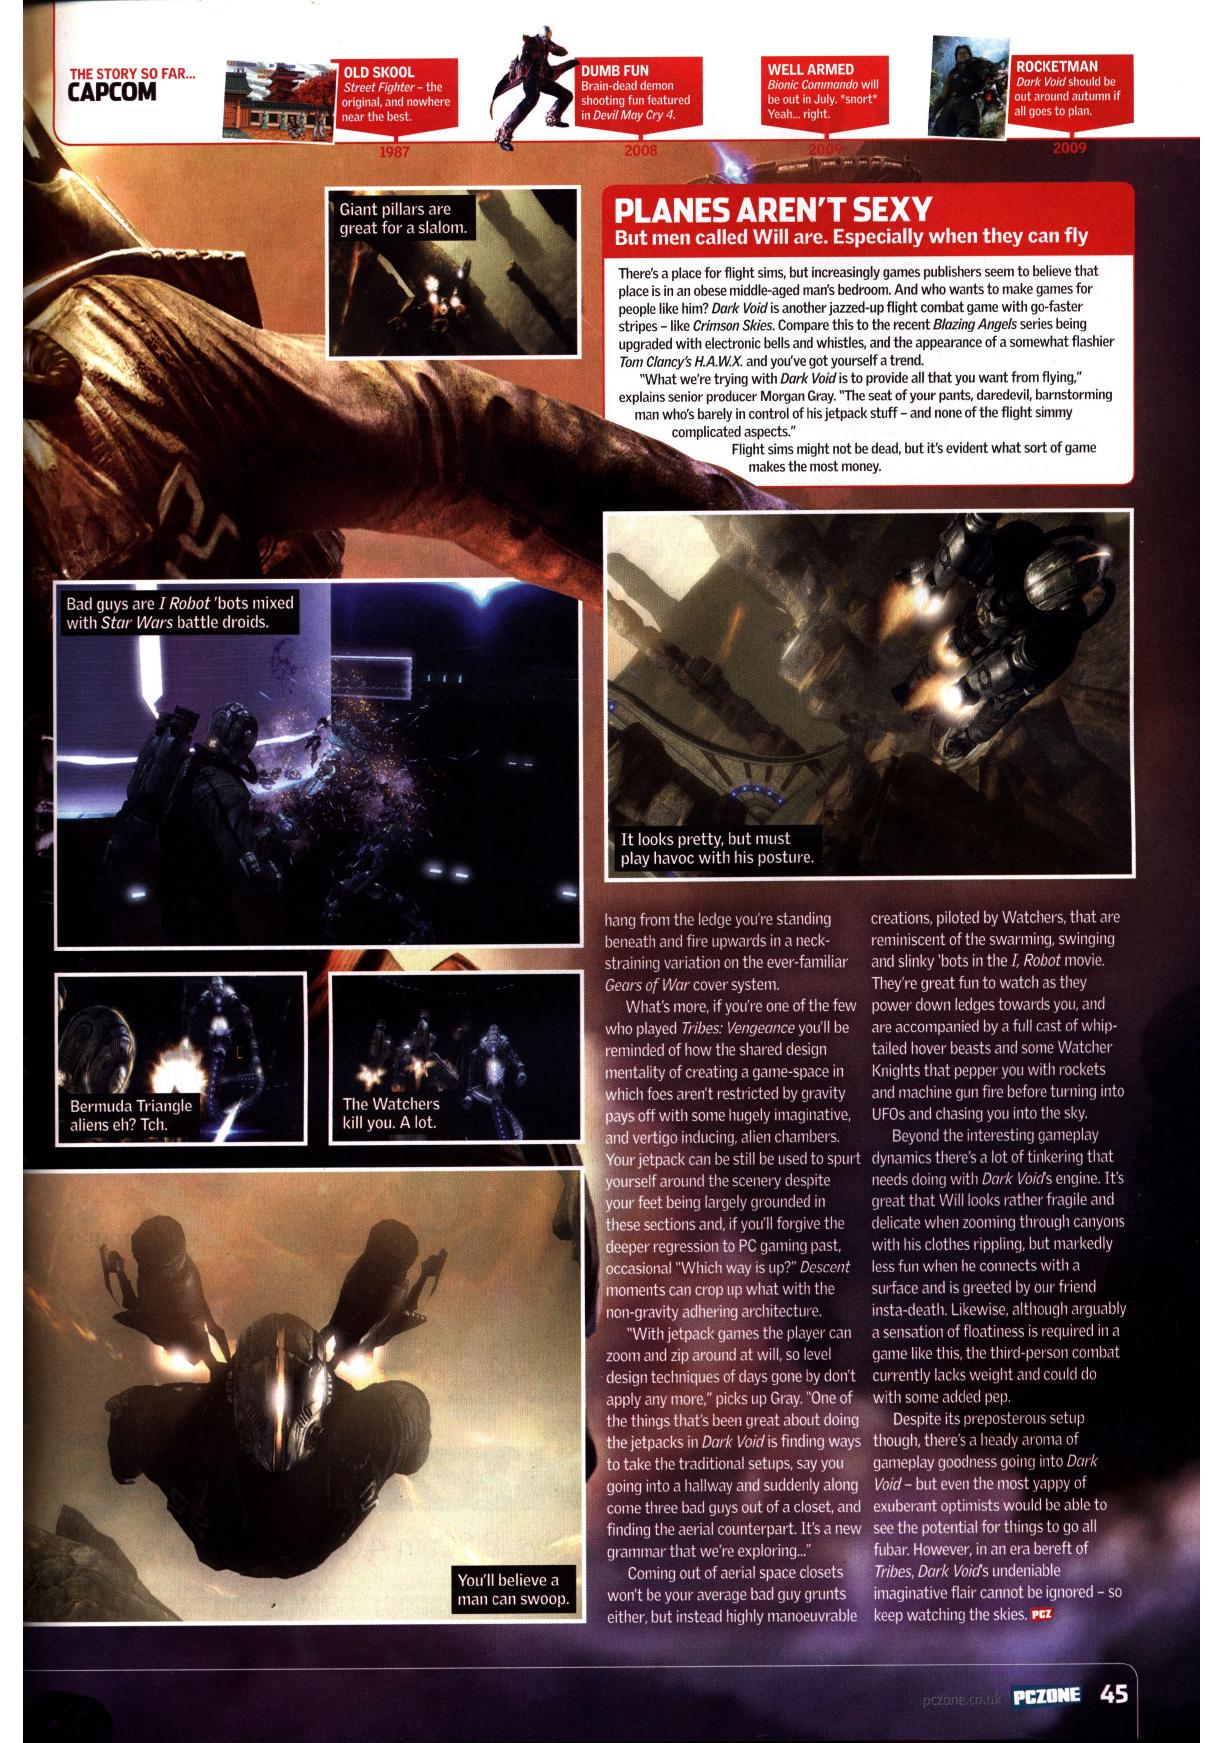 THE STORY SO FAR...
CAPCOM
OLD SKOOL
Street Fighter – the
original, and nowhere
near the best.
1987
DUMB FUN
Brain-dead demon
shooting fun featured
in Devil May Cry 4.
2008
WELL ARMED
Bionic Commando will
be out in July. *snort*
Yeah... right.
2009
ROCKETMAN
Dark Void should be
out around autumn if
all goes to plan.
2009
Giant pillars are
great for a slalom.
PLANES AREN'T SEXY
But men called Will are. Especially when they can fly
There's a place for flight sims, but increasingly games publishers seem to believe that
place is in an obese middle-aged man's bedroom. And who wants to make games for
people like him? Dark Void is another jazzed-up flight combat game with go-faster
stripes – like Crimson Skies. Compare this to the recent Blazing Angels series being
upgraded with electronic bells and whistles, and the appearance of a somewhat flashier
Tom Clancy's H.A.W.X. and you've got yourself a trend.
"What we're trying with Dark Void is to provide all that you want from flying,"
explains senior producer Morgan Gray. "The seat of your pants, daredevil, barnstorming
man who's barely in control of his jetpack stuff – and none of the flight simmy
complicated aspects."
Flight sims might not be dead, but it's evident what sort of game
makes the most money.
Bad guys are I Robot 'bots mixed
with Star Wars battle droids.
It looks pretty, but must
play havoc with his posture.
Bermuda Triangle
aliens eh? Tch.
The Watchers
kill you. A lot.
You'll believe a
man can swoop.
hang from the ledge you're standing
beneath and fire upwards in a neck-
straining variation on the ever-familiar
Gears of War cover system.
What's more, if you're one of the few
who played Tribes: Vengeance you'll be
reminded of how the shared design
mentality of creating a game-space in
which foes aren't restricted by gravity
pays off with some hugely imaginative,
and vertigo inducing, alien chambers.
Your jetpack can be still be used to spurt
yourself around the scenery despite
your feet being largely grounded in
these sections and, if you'll forgive the
deeper regression to PC gaming past,
occasional "Which way is up?" Descent
moments can crop up what with the
non-gravity adhering architecture.
"With jetpack games the player can
zoom and zip around at will, so level
design techniques of days gone by don't
apply any more," picks up Gray. "One of
the things that's been great about doing
the jetpacks in Dark Void is finding ways
to take the traditional setups, say you
going into a hallway and suddenly along
come three bad guys out of a closet, and
finding the aerial counterpart. It's a new
grammar that we're exploring..."
Coming out of aerial space closets
won't be your average bad guy grunts
either, but instead highly manoeuvrable
creations, piloted by Watchers, that are
reminiscent of the swarming, swinging
and slinky 'bots in the I, Robot movie.
They're great fun to watch as they
power down ledges towards you, and
are accompanied by a full cast of whip-
tailed hover beasts and some Watcher
Knights that pepper you with rockets
and machine gun fire before turning into
UFOs and chasing you into the sky.
Beyond the interesting gameplay
dynamics there's a lot of tinkering that
needs doing with Dark Void's engine. It's
great that Will looks rather fragile and
delicate when zooming through canyons
with his clothes rippling, but markedly
less fun when he connects with a
surface and is greeted by our friend
insta-death. Likewise, although arguably
a sensation of floatiness is required in a
game like this, the third-person combat
currently lacks weight and could do
with some added pep.
Despite its preposterous setup
though, there's a heady aroma of
gameplay goodness going into Dark
Void – but even the most yappy of
exuberant optimists would be able to
see the potential for things to go all
fubar. However, in an era bereft of
Tribes, Dark Void's undeniable
imaginative flair cannot be ignored – so
keep watching the skies. PCZ
pczone.co.uk PCZONE 45